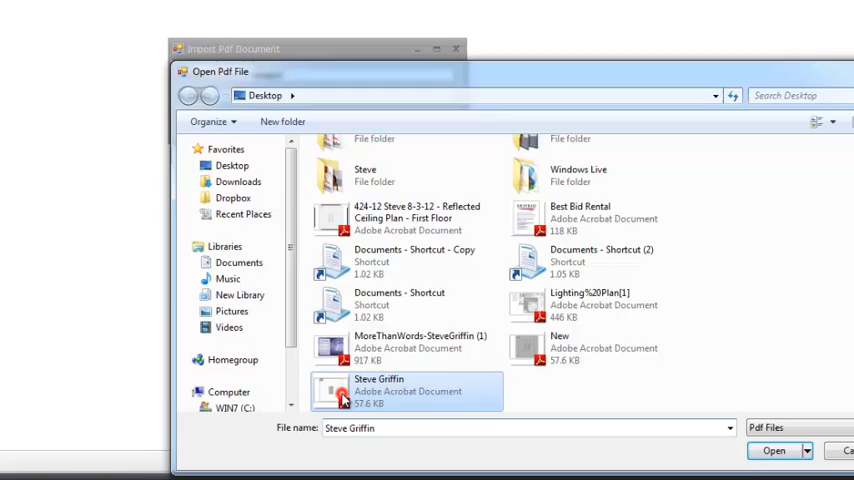 Import Pdf Document
Open Pdf File
Desktop
Search Desktop
Organize
New folder
Favorites
Desktop
Downloads
Dropbox
Recent Places
Libraries
Documents
Music
New Library
Pictures
Videos
Homegroup
Computer
WIN7 (C:)
File folder
File folder
Steve
File folder
Windows Live
File folder
424-12 Steve 8-3-12 - Reflected
Ceiling Plan - First Floor
Adobe Acrobat Document
Best Bid Rental
Adobe Acrobat Document
118 KB
Documents - Shortcut - Copy
Shortcut
1.02 KB
Documents - Shortcut (2)
Shortcut
1.05 KB
Documents - Shortcut
Shortcut
1.02 KB
Lighting%20Plan[1]
Adobe Acrobat Document
446 KB
MoreThanWords-SteveGriffin (1)
Adobe Acrobat Document
917 KB
New
Adobe Acrobat Document
57.6 KB
Steve Griffin
Adobe Acrobat Document
57.6 KB
File name:
Steve Griffin
Pdf Files
Open
Ca